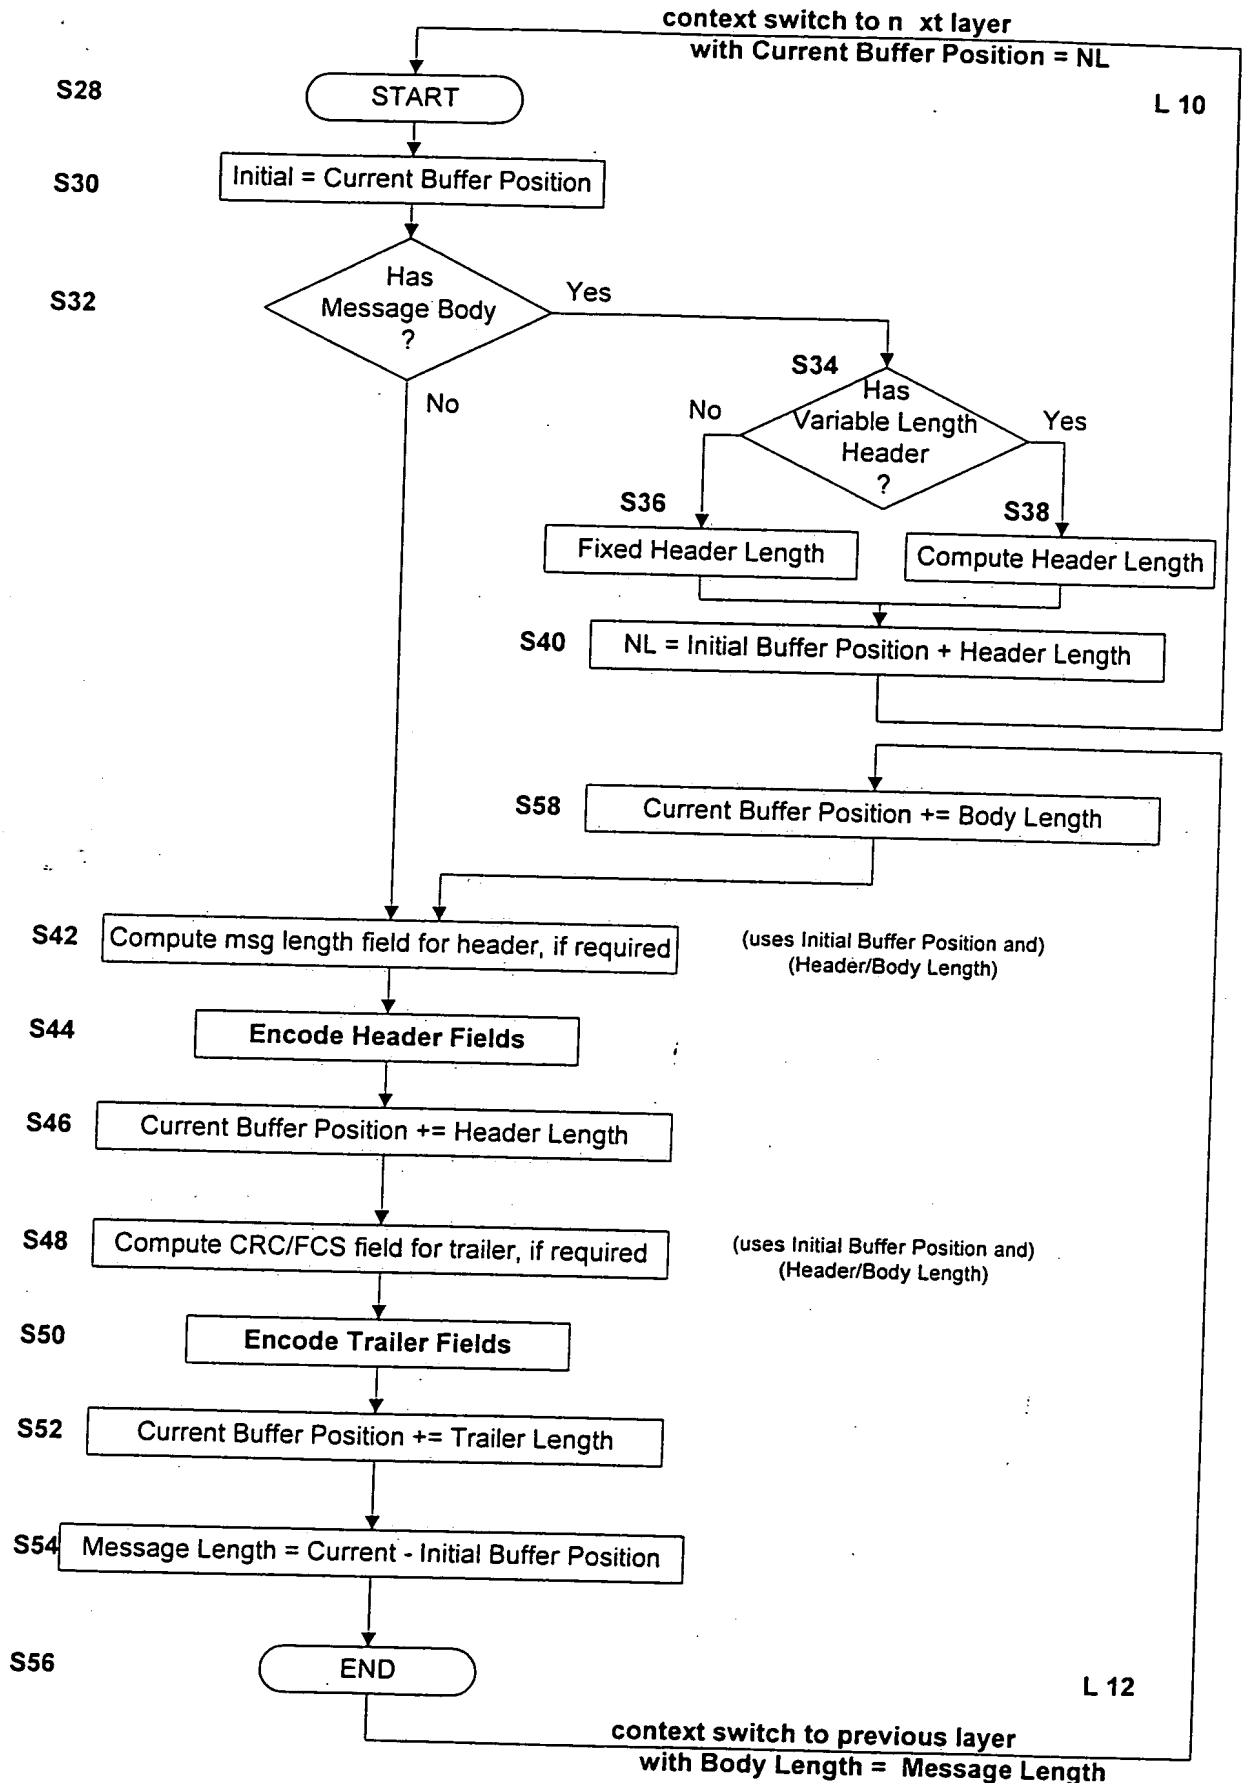 context switch to n xt layer
with Current Buffer Position = NL
S28
START
L 10
S30
Initial = Current Buffer Position
S32
Has
Message Body
?
Yes
No
S34
Has
Variable Length
Header
?
No
Yes
S36
Fixed Header Length
S38
Compute Header Length
S40
NL = Initial Buffer Position + Header Length
S58
Current Buffer Position += Body Length
S42
Compute msg length field for header, if required
(uses Initial Buffer Position and)
(Header/Body Length)
S44
Encode Header Fields
S46
Current Buffer Position += Header Length
S48
Compute CRC/FCS field for trailer, if required
(uses Initial Buffer Position and)
(Header/Body Length)
S50
Encode Trailer Fields
S52
Current Buffer Position += Trailer Length
S54
Message Length = Current - Initial Buffer Position
S56
END
L 12
context switch to previous layer
with Body Length = Message Length